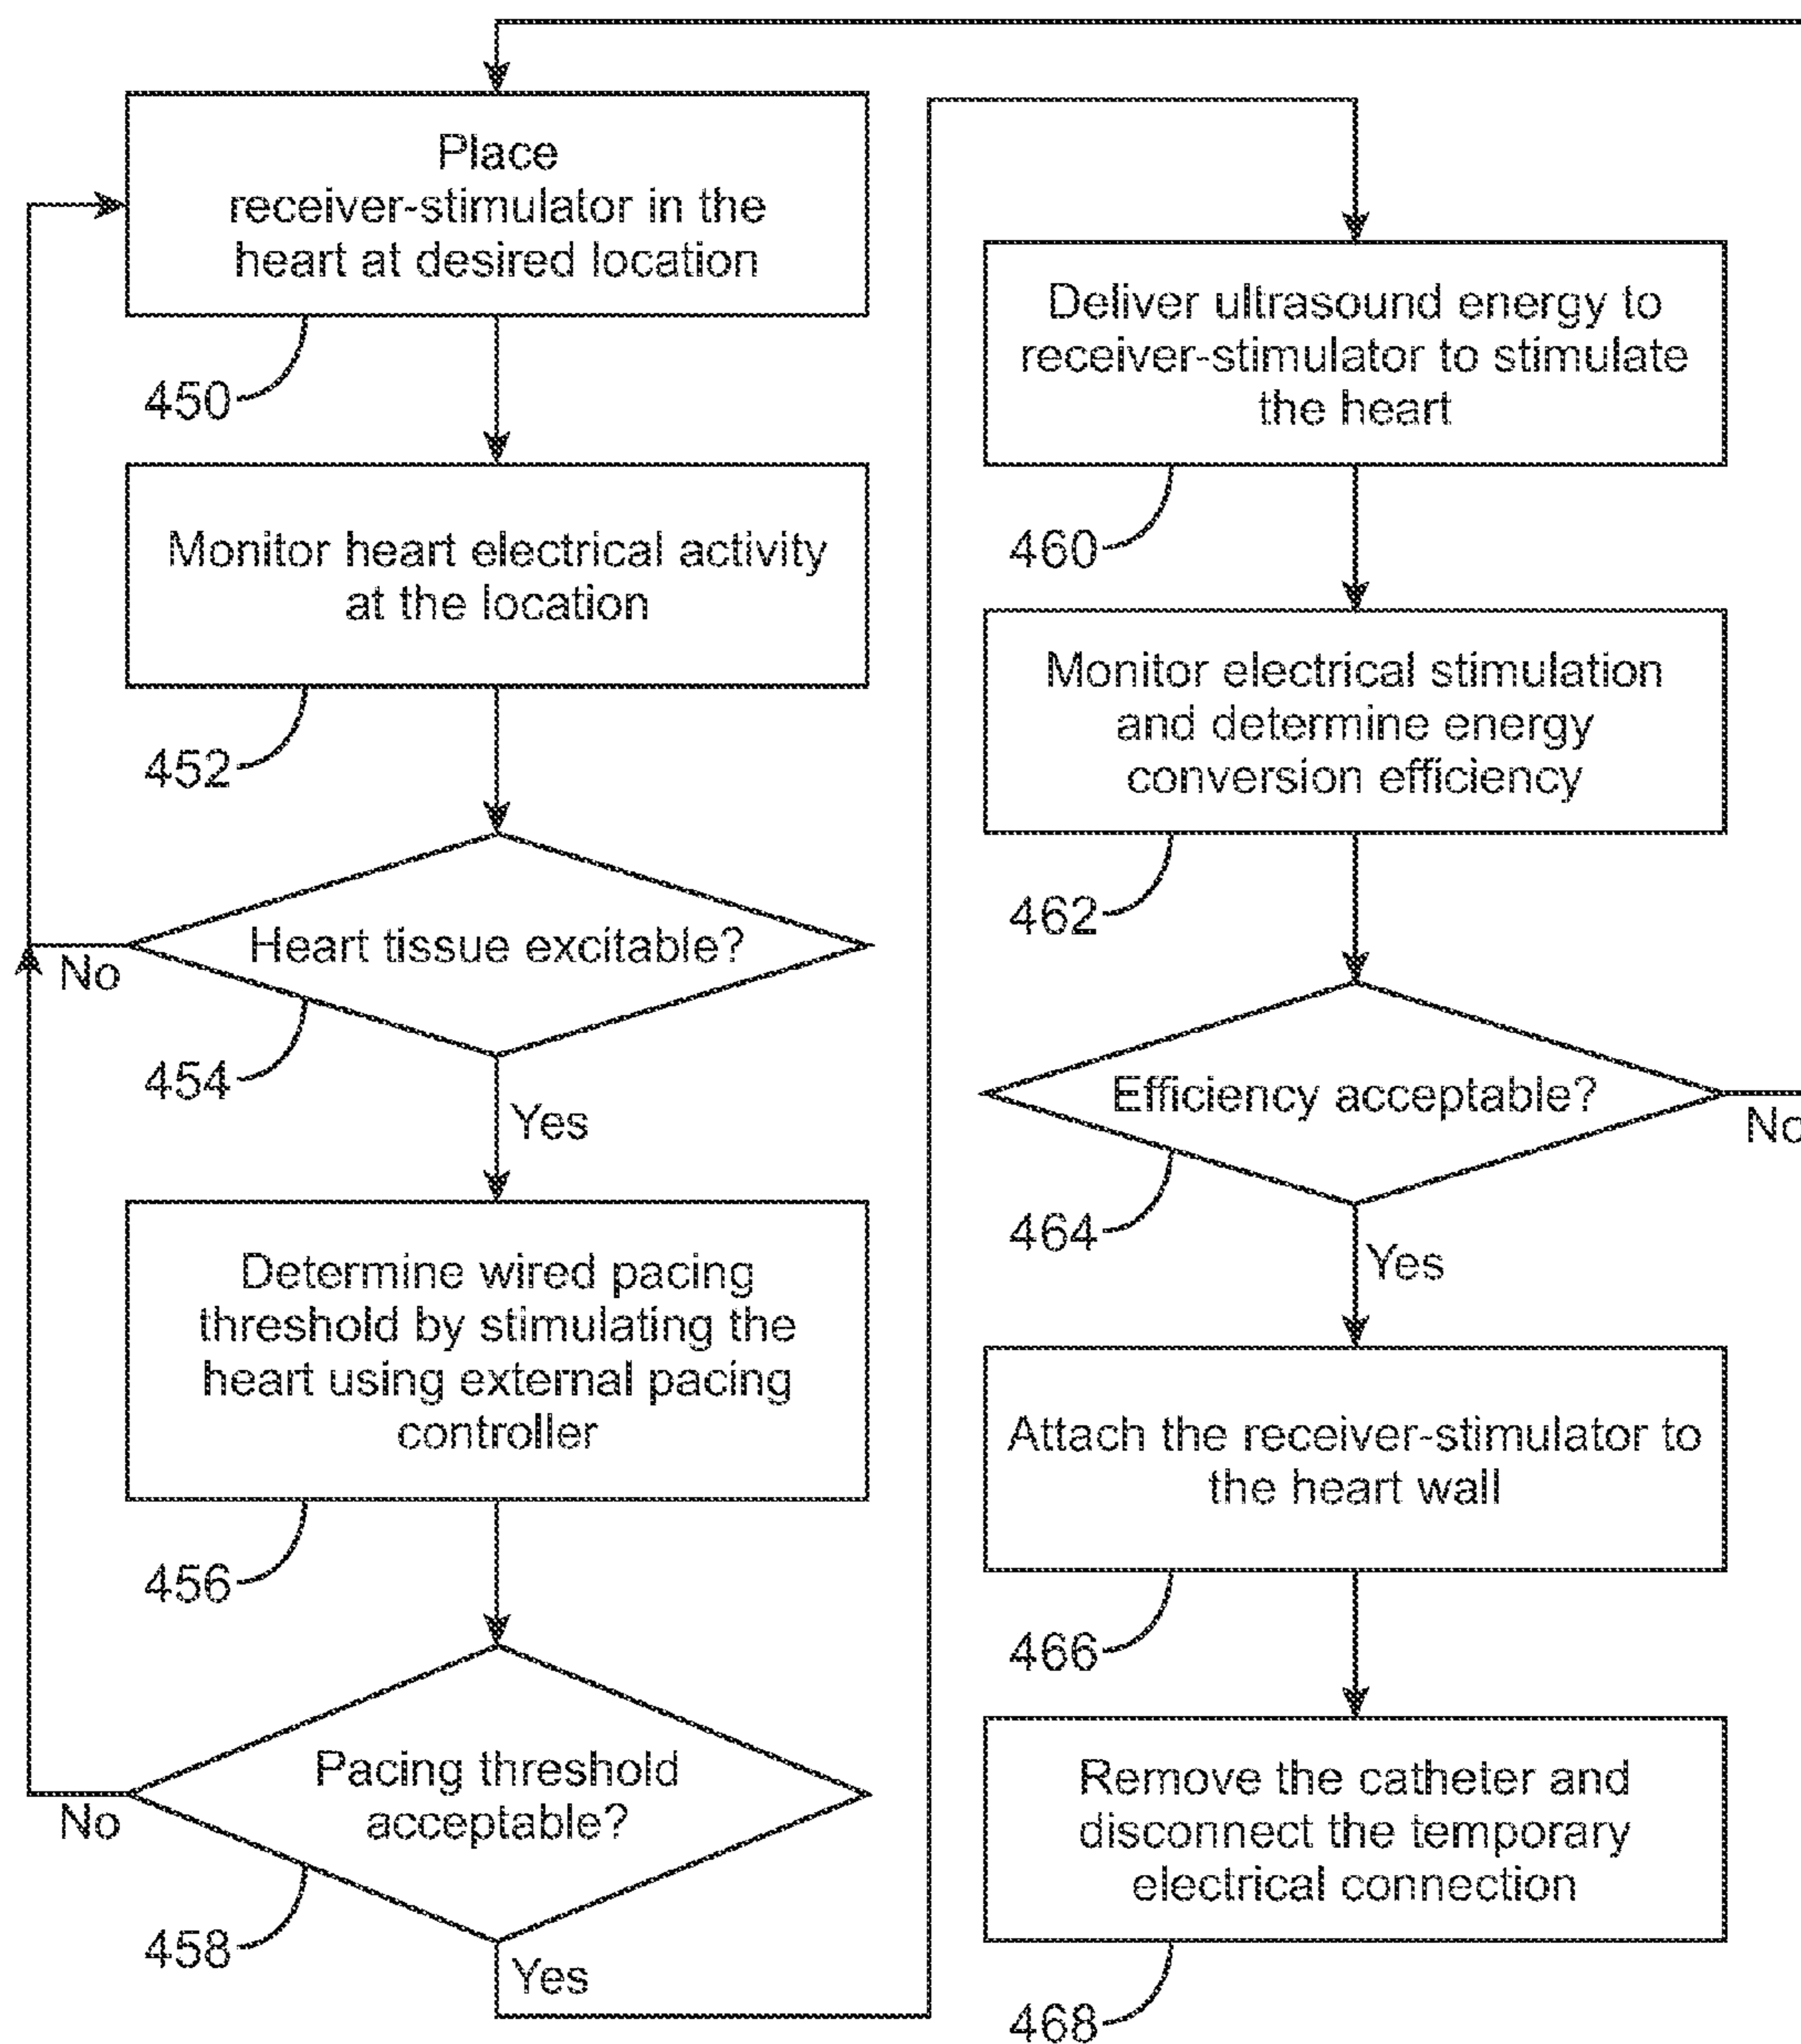 Place
receiver-stimulator in the
heart at desired location
450
Monitor heart electrical activity
at the location
452
Heart tissue excitable?
No
454
Yes
Determine wired pacing
threshold by stimulating the
heart using external pacing
controller
456
Pacing threshold
acceptable?
No
458
Yes
Deliver ultrasound energy to
receiver-stimulator to stimulate
the heart
460
Monitor electrical stimulation
and determine energy
conversion efficiency
462
Efficiency acceptable?
No
464
Yes
Attach the receiver-stimulator to
the heart wall
466
Remove the catheter and
disconnect the temporary
electrical connection
468